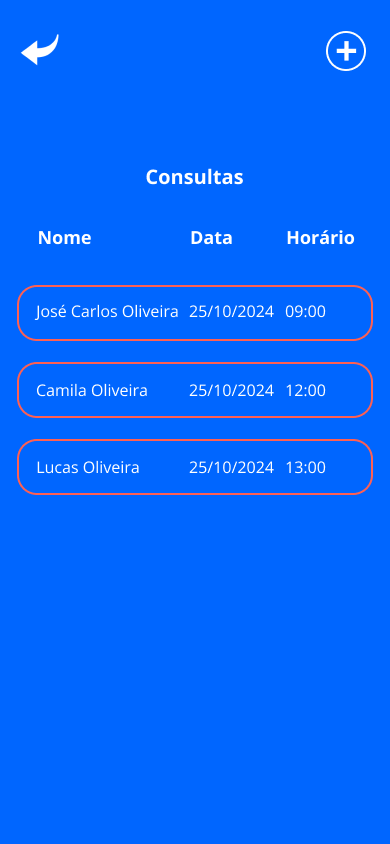 Consultas
Nome Data Horário
José Carlos Oliveira 25/10/2024 09:00
Camila Oliveira 25/10/2024 12:00
Lucas Oliveira 25/10/2024 13:00